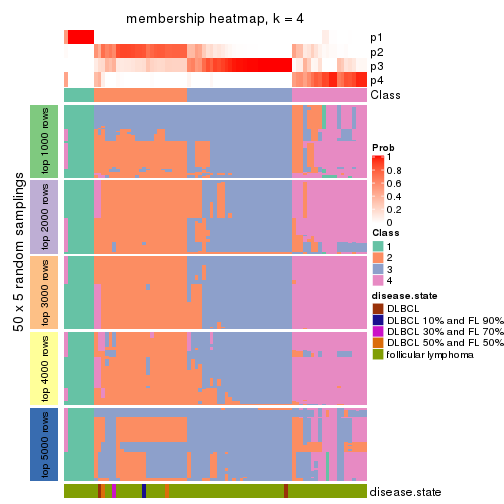 membership heatmap, k = 4
p1
p2
p3
p4
Class
50 x 5 random samplings
top 1000 rows
top 2000 rows
top 3000 rows
top 4000 rows
top 5000 rows
Prob
1
0.8
0.6
0.4
0.2
0
Class
1
2
3
4
disease.state
DLBCL
DLBCL 10% and FL 90%
DLBCL 30% and FL 70%
DLBCL 50% and FL 50%
follicular lymphoma
disease.state